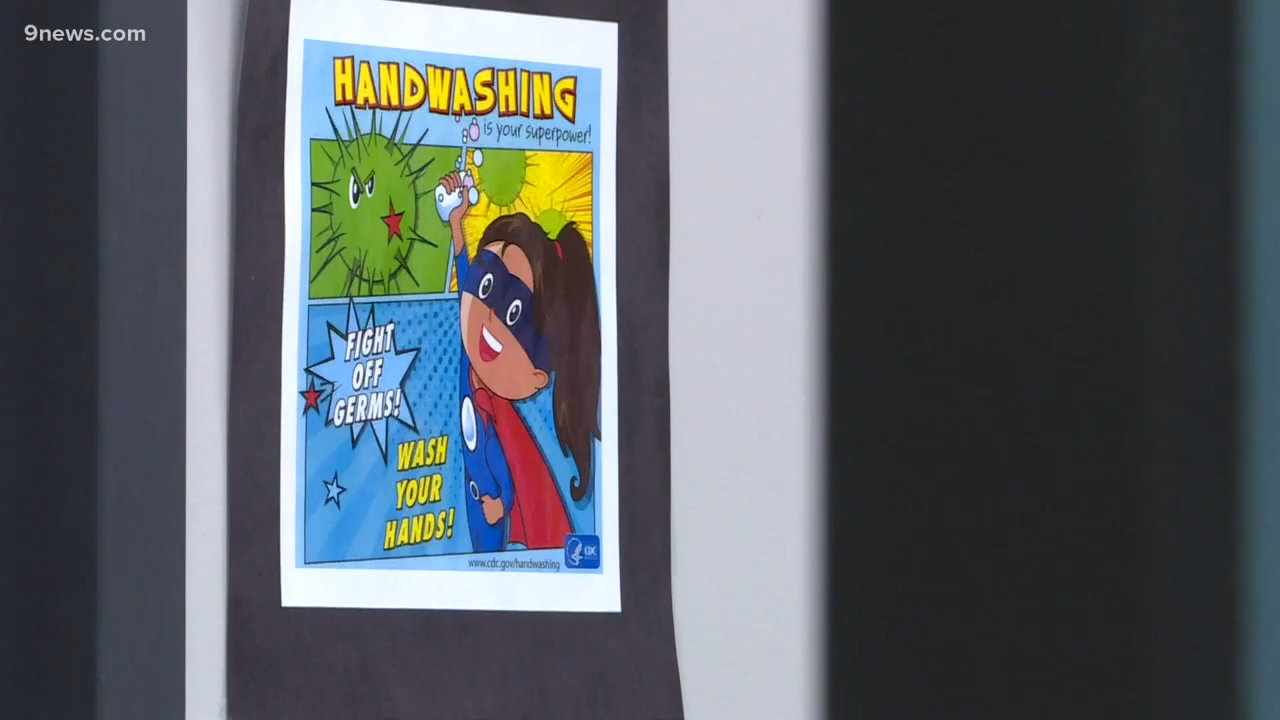 9news.com
HANDWASHING
is your superpower!
FIGHT
OFF
GERMS!
WASH
YOUR
HANDS!
www.cdc.gov/handwashing
CDC